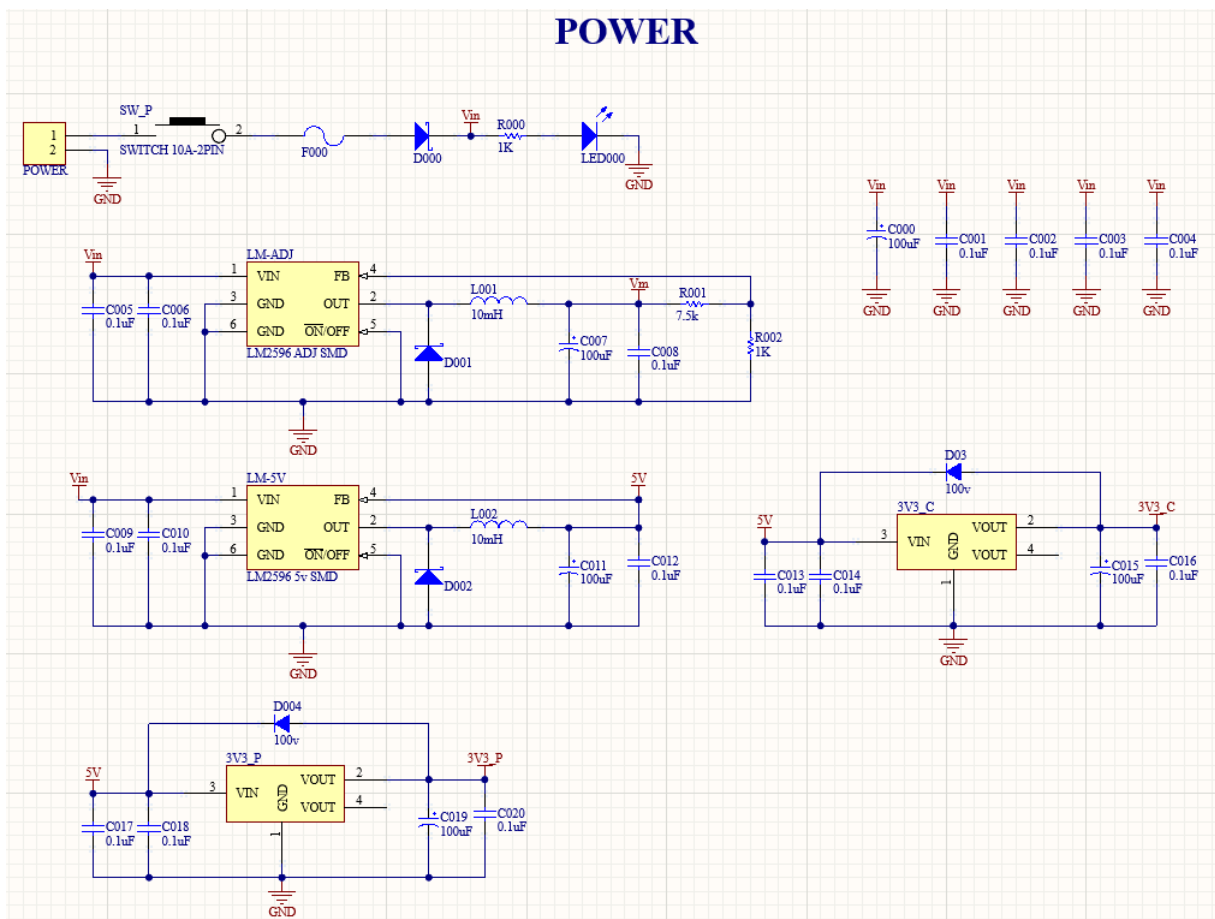 POWER
SW_P
1
2
1
2
SWITCH 10A-2PIN
POWER
GND
F000
D000
Vin
R000
1K
LED000
GND
Vin
Vin
Vin
Vin
Vin
C000
100uF
C001
0.1uF
C002
0.1uF
C003
0.1uF
C004
0.1uF
GND
GND
GND
GND
GND
Vin
LM-ADJ
1
VIN
FB
4
3
GND
OUT
2
6
GND
ON/OFF
5
LM2596 ADJ SMD
C005
0.1uF
C006
0.1uF
L001
10mH
D001
C007
100uF
Vm
C008
0.1uF
R001
7.5k
R002
1K
GND
Vin
LM-5V
1
VIN
FB
4
3
GND
OUT
2
6
GND
ON/OFF
5
LM2596 5v SMD
C009
0.1uF
C010
0.1uF
L002
10mH
D002
C011
100uF
5V
C012
0.1uF
GND
D03
100v
3V3_C
5V
3
VIN
GND
VOUT
2
VOUT
4
1
3V3_C
C013
0.1uF
C014
0.1uF
C015
100uF
C016
0.1uF
GND
D004
100v
3V3_P
5V
3
VIN
GND
VOUT
2
VOUT
4
1
3V3_P
C017
0.1uF
C018
0.1uF
C019
100uF
C020
0.1uF
GND